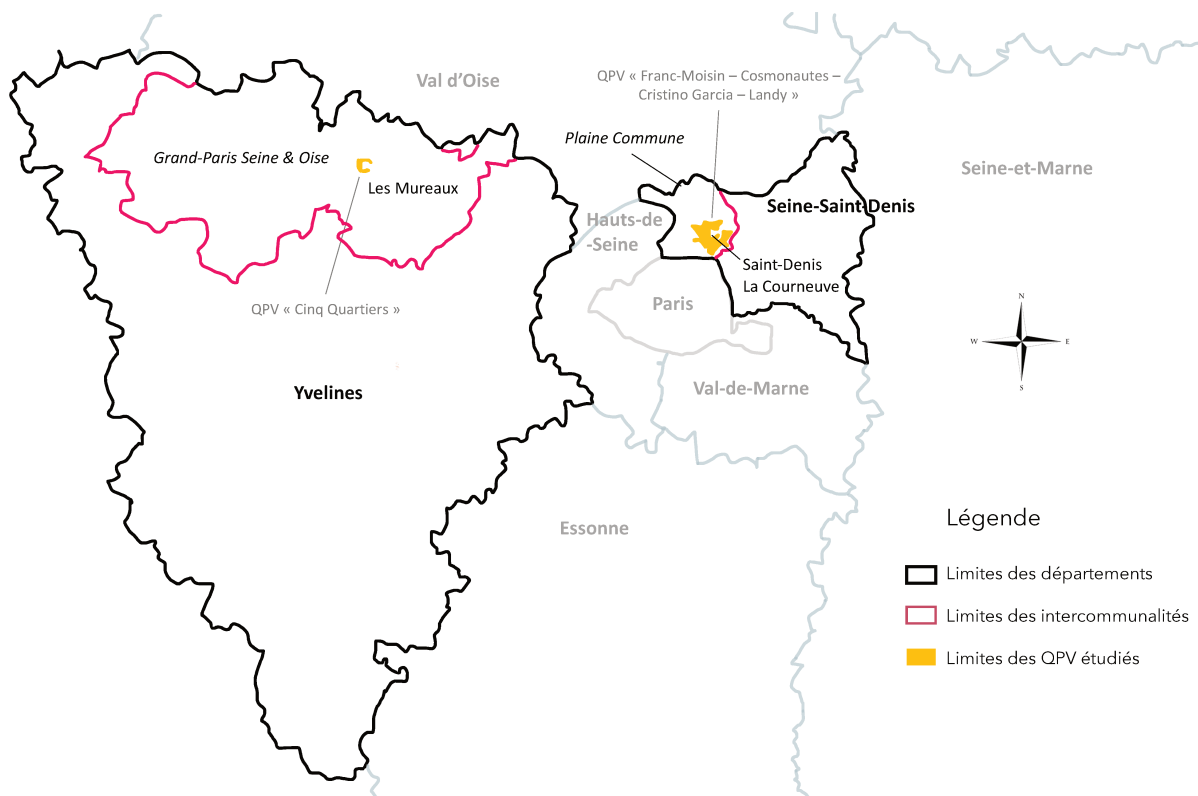 Val d’Oise
QPV « Franc-Moisin – Cosmonautes –
Cristino Garcia – Landy »
Plaine Commune
Grand-Paris Seine & Oise
Les Mureaux
Seine-et-Marne
Seine-Saint-Denis
Hauts-de
-Seine
Saint-Denis
La Courneuve
QPV « Cinq Quartiers »
Paris
N
W
E
S
Yvelines
Val-de-Marne
Essonne
Légende
Limites des départements
Limites des intercommunalités
Limites des QPV étudiés